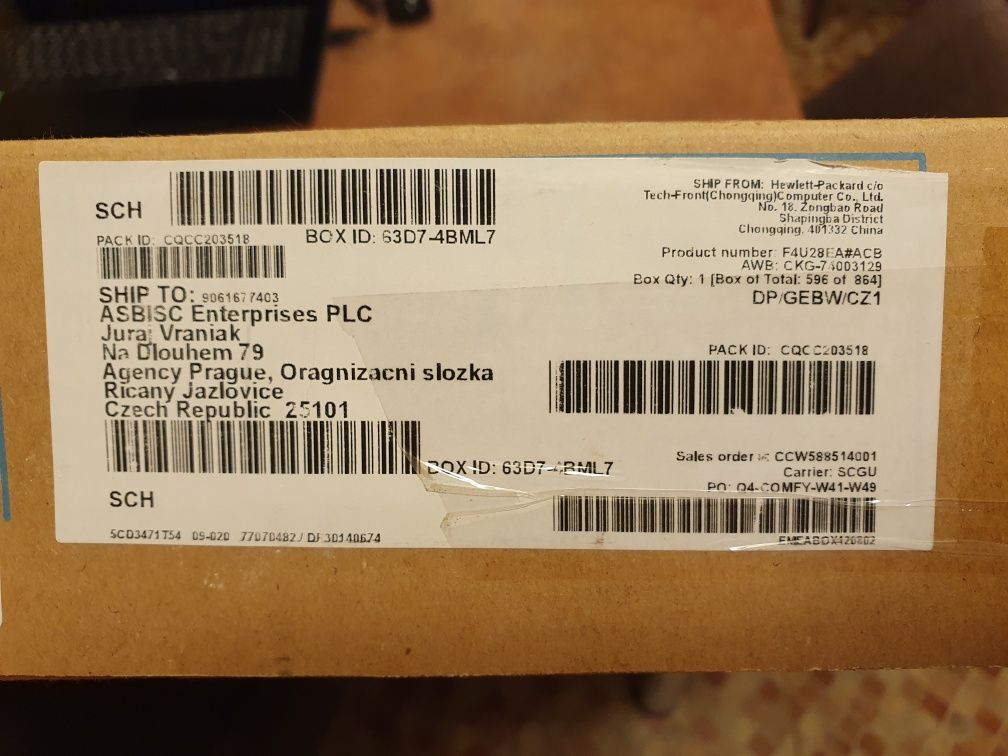 SCH
BOX ID: 63D7-4BML7
PACK ID: CQCC203518
SHIP TO: 9061677403
ASBISC Enterprises PLC
Juraj Vraniak
Na Dlouhem 79
Agency Prague, Oragnizacni slozka
Ricany Jazlovice
Czech Republic 25101
BOX ID: 63D7-4BML7
SCH
5CD3471T54 09-020 77070482 / DF30140674
SHIP FROM: Hewlett-Packard c/o
Tech-Front(Chongqing)Computer Co., Ltd.
No. 18. Zongbao Road
Shapingba District
Chongqing, 401332 China
Product number: F4U28EA#ACB
AWB: CKG-74003129
Box Qty: 1 [Box of Total: 596 of 864]
DP/GEBW/CZ1
PACK ID: CQCC203518
Sales order #: CCW588514001
Carrier: SCGU
PO: Q4-COMFY-W41-W49
EMEABOX420802